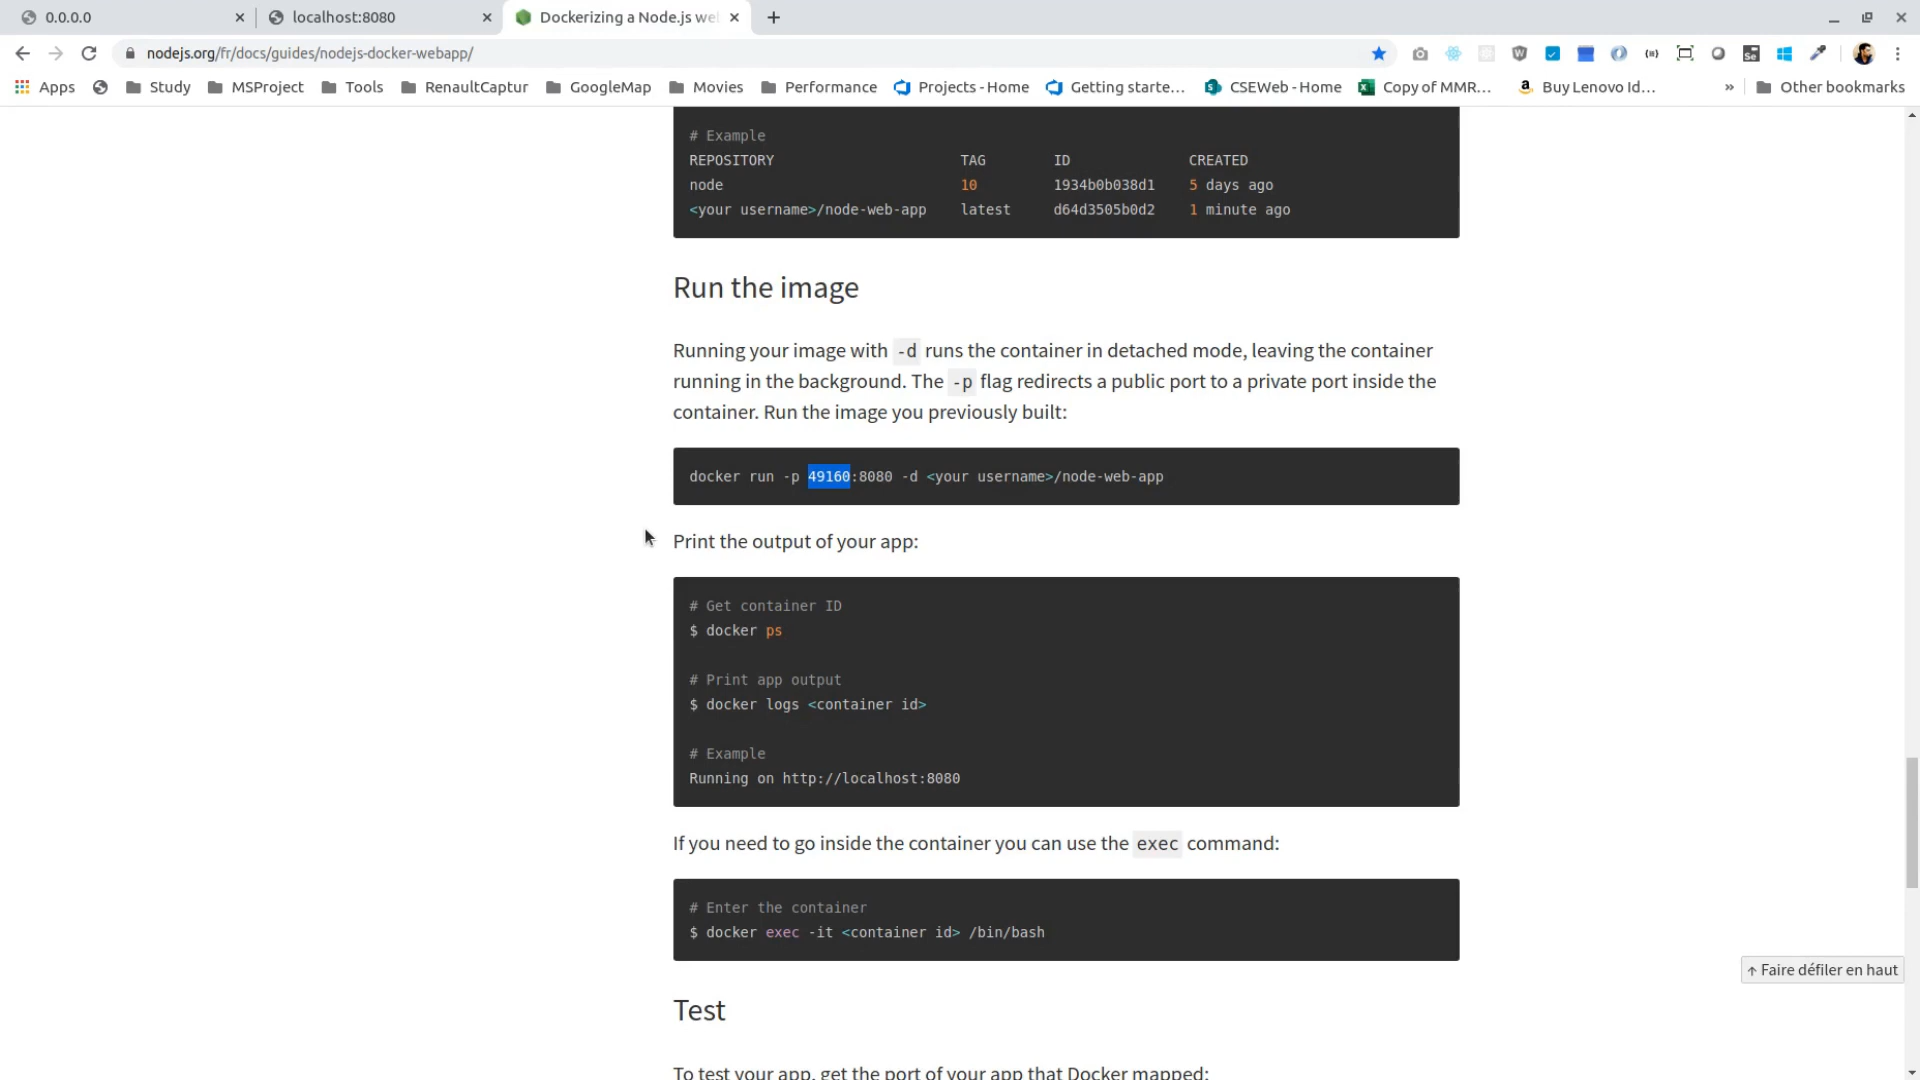 0.0.0.0
localhost:8080
Dockerizing a Node.js we
nodejs.org/fr/docs/guides/nodejs-docker-webapp/
Apps
Study
MSProject
Tools
RenaultCaptur
GoogleMap
Movies
Performance
Projects - Home
Getting starte...
CSEWeb - Home
Copy of MMR...
Buy Lenovo Id...
»
Other bookmarks
# Example
REPOSITORY TAG ID CREATED
node 10 1934b0b038d1 5 days ago
<your username>/node-web-app latest d64d3505b0d2 1 minute ago
Run the image
Running your image with -d runs the container in detached mode, leaving the container
running in the background. The -p flag redirects a public port to a private port inside the
container. Run the image you previously built:
docker run -p 49160:8080 -d <your username>/node-web-app
Print the output of your app:
# Get container ID
$ docker ps
# Print app output
$ docker logs <container id>
# Example
Running on http://localhost:8080
If you need to go inside the container you can use the exec command:
# Enter the container
$ docker exec -it <container id> /bin/bash
↑ Faire défiler en haut
Test
To test your app, get the port of your app that Docker mapped: